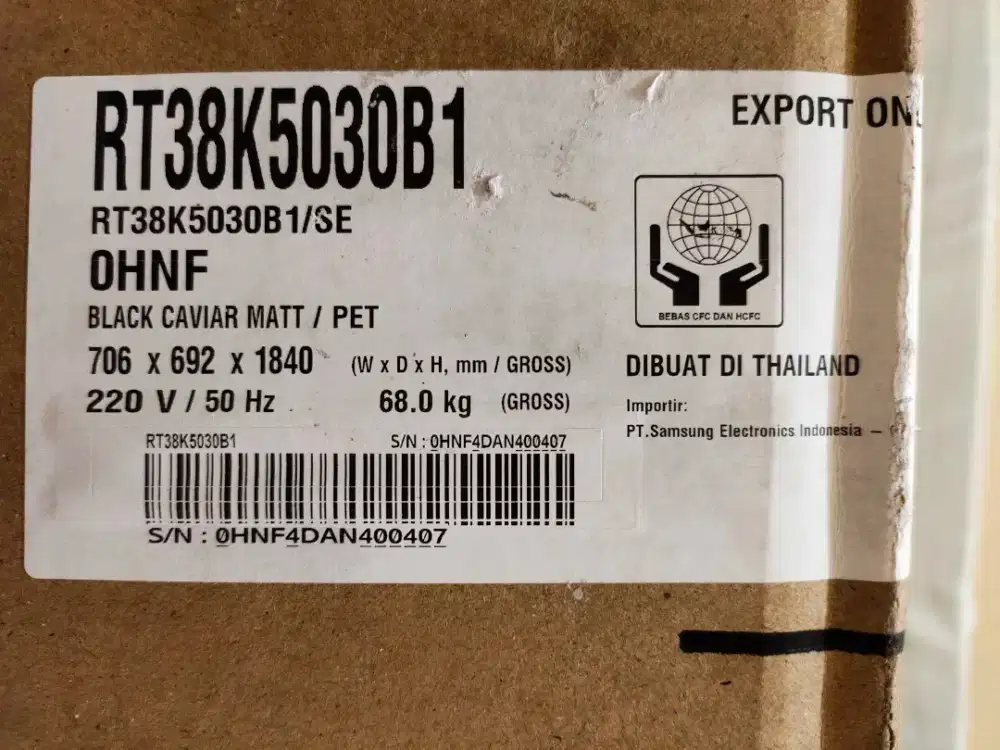 RT38K5030B1
RT38K5030B1/SE
0HNF
BLACK CAVIAR MATT / PET
706 x 692 x 1840 (W x D x H, mm / GROSS)
220 V / 50 Hz 68.0 kg (GROSS)
RT38K5030B1 S/N : 0HNF4DAN400407
S/N : 0HNF4DAN400407
EXPORT
BEBAS CFC DAN HCFC
DIBUAT DI THAILAND
Importir:
PT.Samsung Electronics Indonesia –